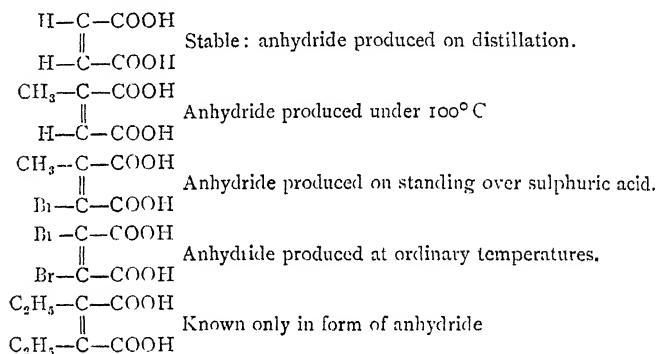 H—C—COOH
‖ Stable: anhydride produced on distillation.
H—C—COOH
CH₃—C—COOH
‖ Anhydride produced under 100° C
H—C—COOH
CH₃—C—COOH
‖ Anhydride produced on standing over sulphuric acid.
Br—C—COOH
Br—C—COOH
‖ Anhydride produced at ordinary temperatures.
Br—C—COOH
C₂H₅—C—COOH
‖ Known only in form of anhydride
C₂H₅—C—COOH